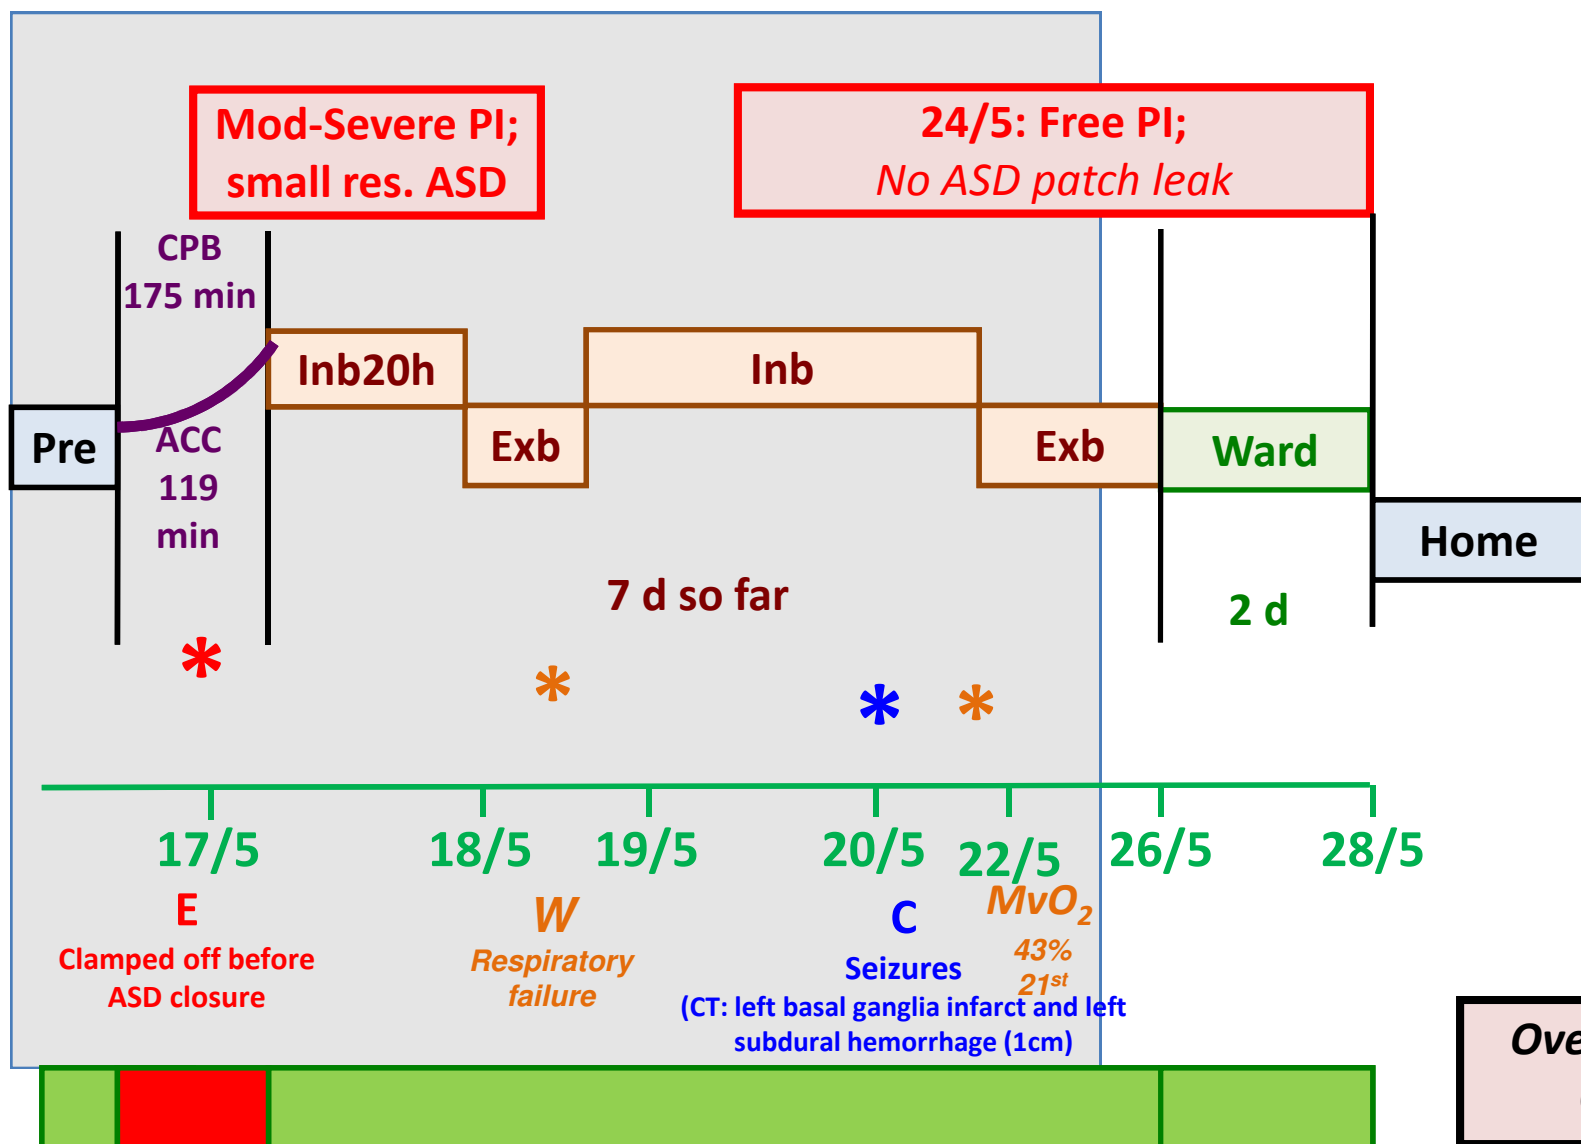 Mod-Severe PI;
small res. ASD
24/5: Free PI;
No ASD patch leak
CPB
175 min
Inb20h
Inb
Pre
ACC
119
min
Exb
Exb
Ward
Home
7 d so far
2 d
*
*
*
*
17/5
18/5
19/5
20/5
22/5
26/5
28/5
E
Clamped off before
ASD closure
W
Respiratory
failure
C
Seizures
(CT: left basal ganglia infarct and left
subdural hemorrhage (1cm)
MvO2
43%
21st